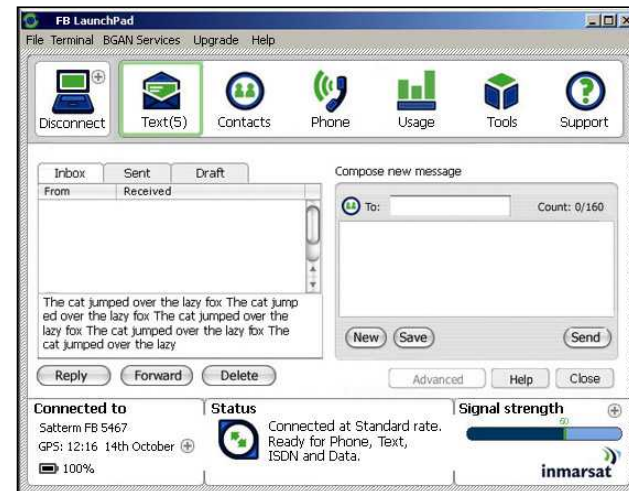 FB LaunchPad
File Terminal BGAN Services Upgrade Help
Disconnect Text(5) Contacts Phone Usage Tools Support
Inbox Sent Draft
From Received
The cat jumped over the lazy fox The cat jump
ed over the lazy fox The cat jumped over the
lazy fox The cat jumped over the lazy fox The
cat jumped over the lazy
Reply Forward Delete
Compose new message
To: Count: 0/160
New Save Send
Advanced Help Close
Connected to
Satterm FB 5467
GPS: 12:16 14th October
100%
Status
Connected at Standard rate.
Ready for Phone, Text,
ISDN and Data.
Signal strength
inmarsat